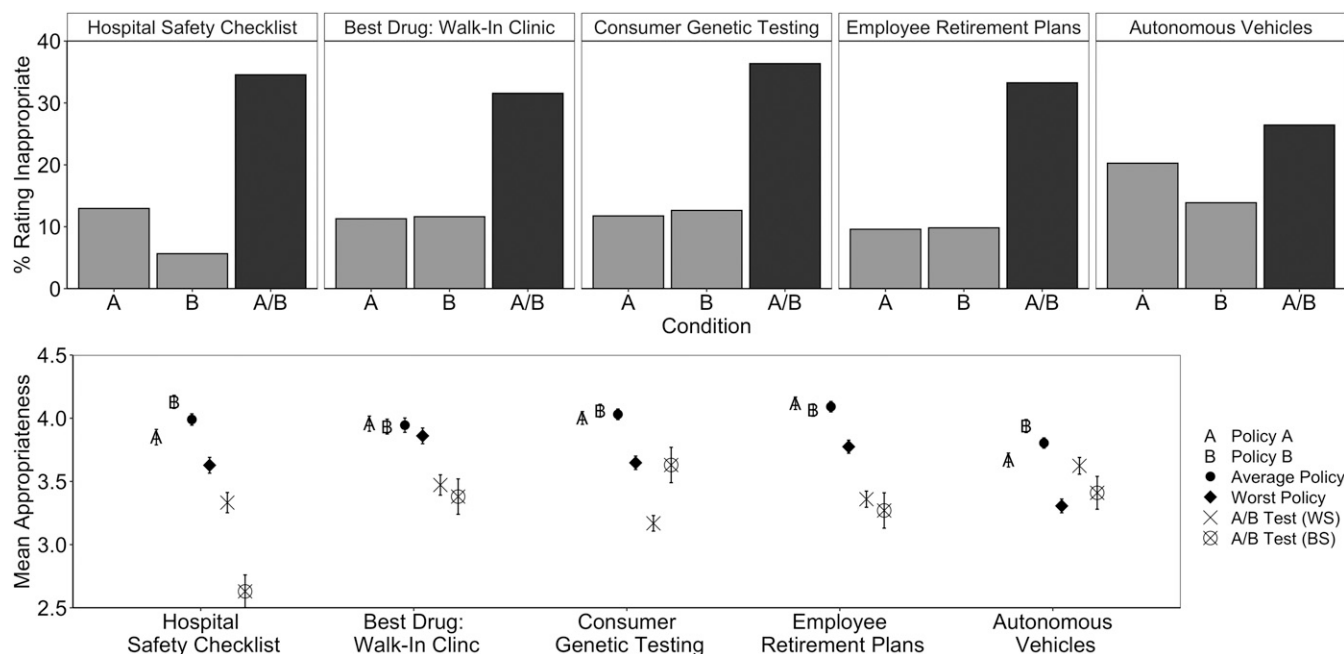 Hospital Safety Checklist
Best Drug: Walk-In Clinic
Consumer Genetic Testing
Employee Retirement Plans
Autonomous Vehicles
% Rating Inappropriate
40
30
20
10
0
A B A/B
A B A/B
A B A/B
A B A/B
A B A/B
Condition
Mean Appropriateness
4.5
4.0
3.5
3.0
2.5
A B
A B
A B
A B
A B
Hospital
Safety Checklist
Best Drug:
Walk-In Clinc
Consumer
Genetic Testing
Employee
Retirement Plans
Autonomous
Vehicles
A Policy A
B Policy B
Average Policy
Worst Policy
A/B Test (WS)
A/B Test (BS)